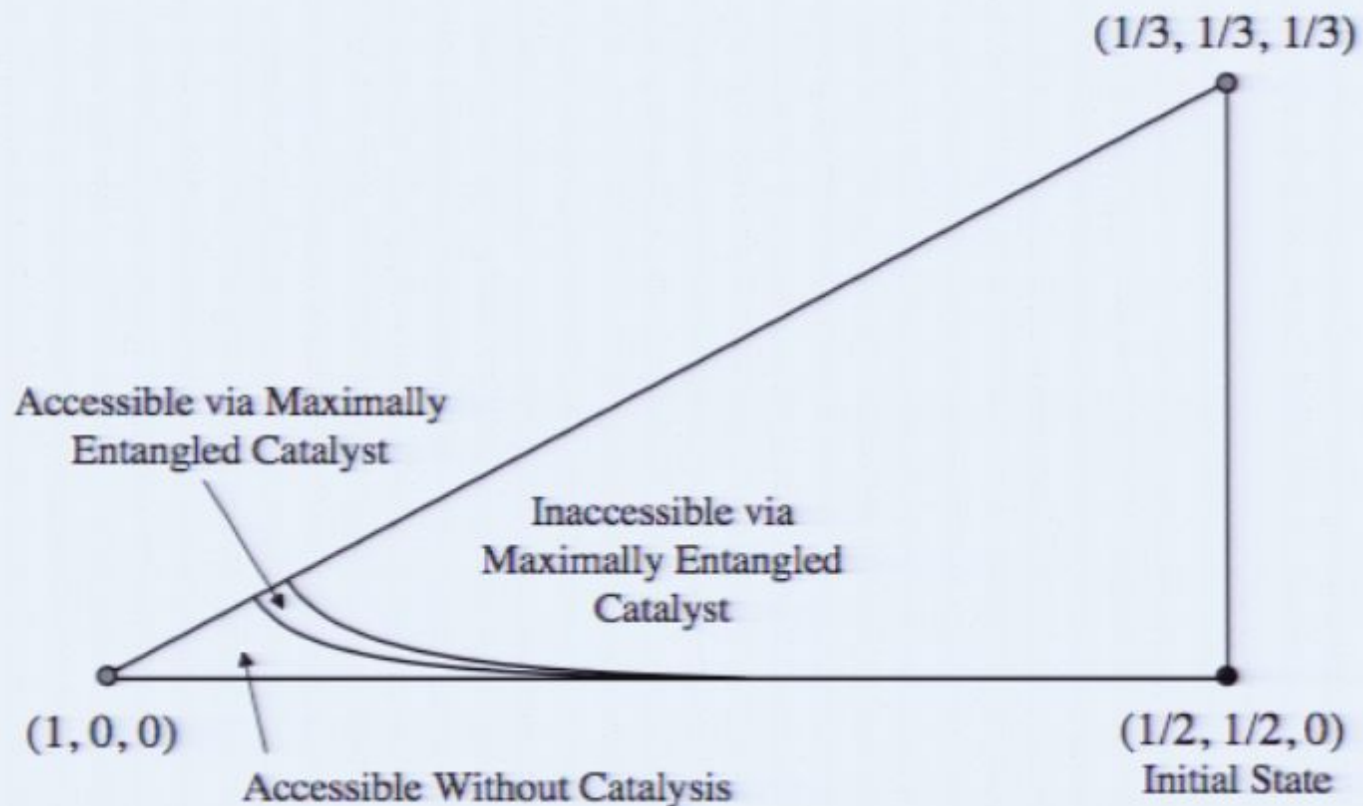 (1/3, 1/3, 1/3)
Accessible via Maximally
Entangled Catalyst
Inaccessible via
Maximally Entangled
Catalyst
(1, 0, 0)
(1/2, 1/2, 0)
Initial State
Accessible Without Catalysis